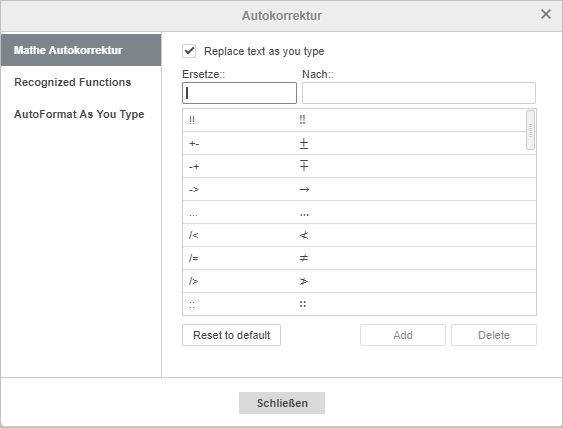 Autokorrektur
Mathe Autokorrektur
Recognized Functions
AutoFormat As You Type
Replace text as you type
Ersetze:: Nach::
!! ‼
+- ±
-+ ∓
-> →
... …
/< ≮
/= ≠
/> ≯
:: ∷
Reset to default Add Delete
Schließen